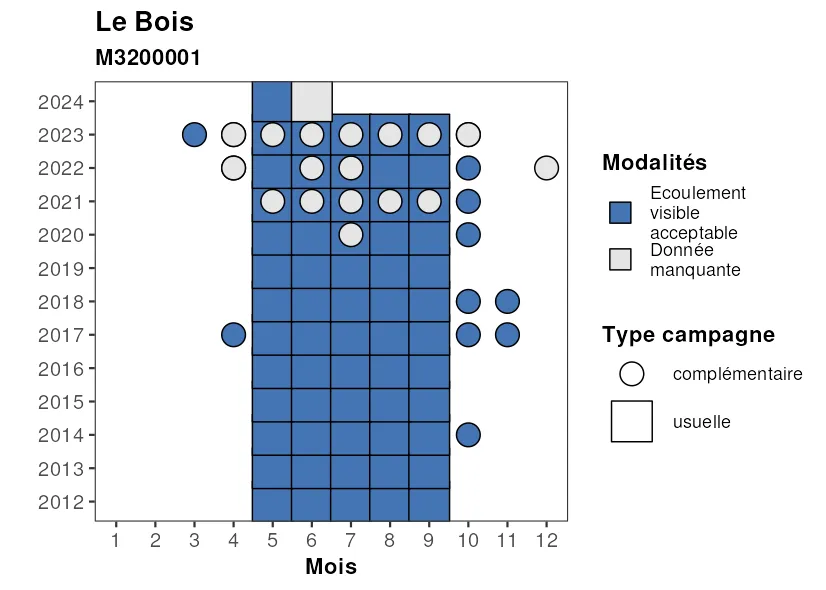 Le Bois
M3200001
2024
2023
2022
2021
2020
2019
2018
2017
2016
2015
2014
2013
2012
1 2 3 4 5 6 7 8 9 10 11 12
Mois
Modalités
Ecoulement
visible
acceptable
Donnée
manquante
Type campagne
complémentaire
usuelle